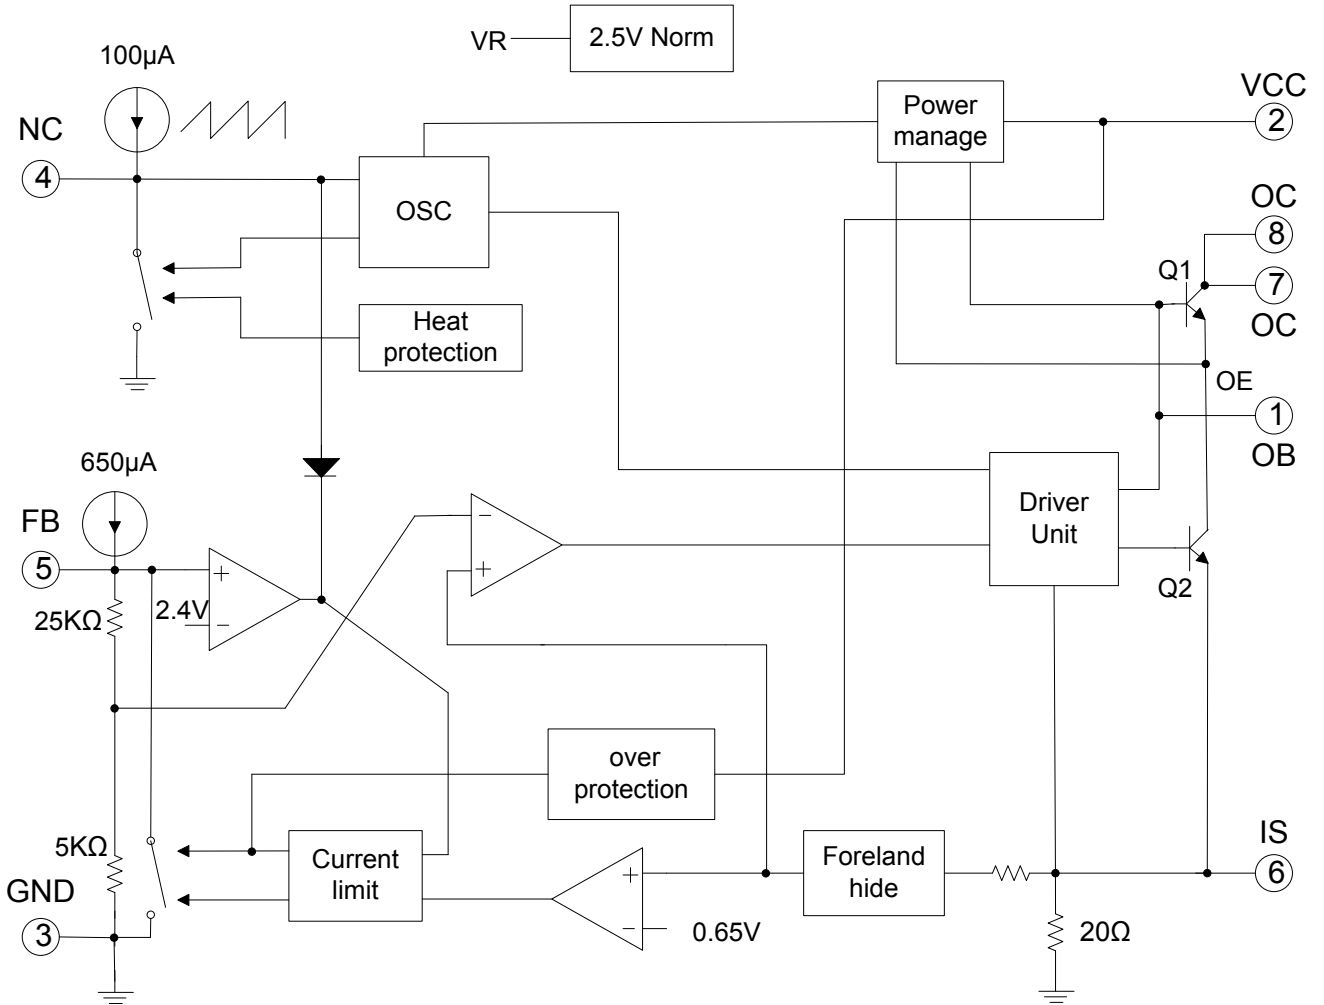 VR
2.5V Norm
100µA
NC
4
OSC
Power
manage
VCC
2
OC
8
Q1
7
OC
Heat
protection
OE
1
OB
650µA
FB
5
+
2.4V
−
25KΩ
−
+
Driver
Unit
Q2
over
protection
5KΩ
GND
3
Current
limit
+
−
0.65V
Foreland
hide
IS
6
20Ω